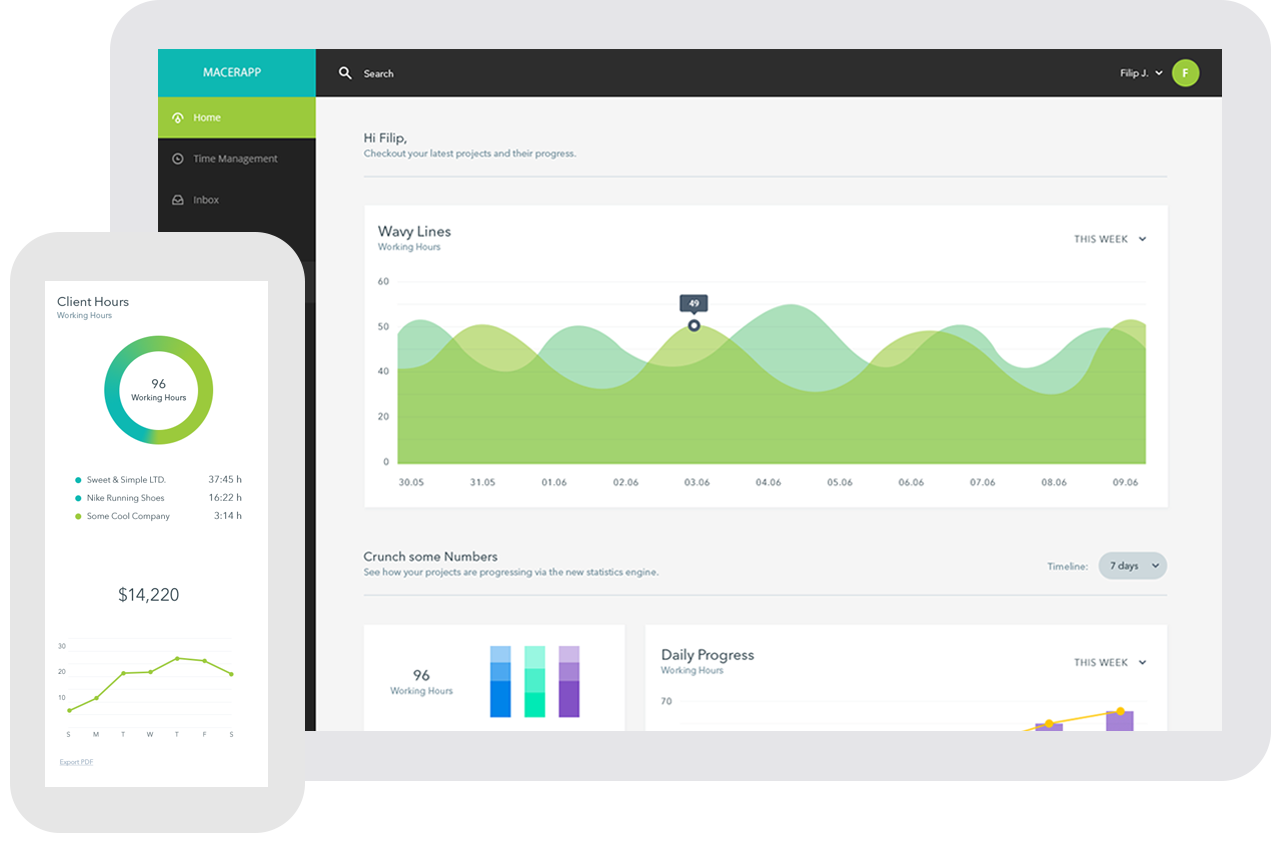 MACERAPP
Search
Filip J.
F
Home
Time Management
Inbox
Hi Filip,
Checkout your latest projects and their progress.
Wavy Lines
Working Hours
THIS WEEK
60
50
40
20
0
49
30.05 31.05 01.06 02.06 03.06 04.06 05.06 06.06 07.06 08.06 09.06
Crunch some Numbers
See how your projects are progressing via the new statistics engine.
Timeline:
7 days
96
Working Hours
Daily Progress
Working Hours
THIS WEEK
70
Client Hours
Working Hours
96
Working Hours
Sweet & Simple LTD. 37:45 h
Nike Running Shoes 16:22 h
Some Cool Company 3:14 h
$14,220
30
20
10
S M T W T F S
Export PDF